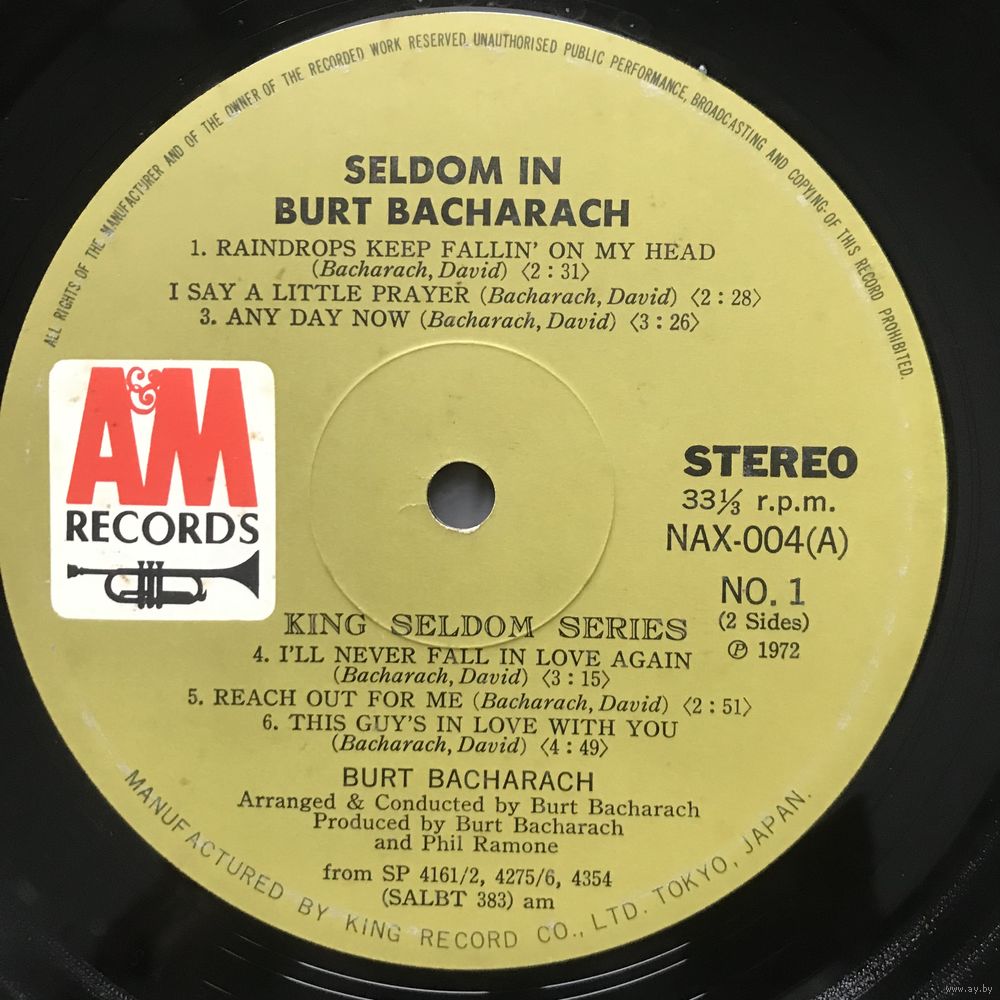 ALL RIGHTS OF THE MANUFACTURER AND OF THE OWNER OF THE RECORDED WORK RESERVED. UNAUTHORISED PUBLIC PERFORMANCE, BROADCASTING AND COPYING OF THIS RECORD PROHIBITED.
SELDOM IN
BURT BACHARACH
1. RAINDROPS KEEP FALLIN' ON MY HEAD
(Bacharach, David) 〈2 : 31〉
I SAY A LITTLE PRAYER (Bacharach, David) 〈2 : 28〉
3. ANY DAY NOW (Bacharach, David) 〈3 : 26〉
A&M
RECORDS
STEREO
33⅓ r.p.m.
NAX-004(A)
NO. 1
(2 Sides)
℗ 1972
KING SELDOM SERIES
4. I'LL NEVER FALL IN LOVE AGAIN
(Bacharach, David) 〈3 : 15〉
5. REACH OUT FOR ME (Bacharach, David) 〈2 : 51〉
6. THIS GUY'S IN LOVE WITH YOU
(Bacharach, David) 〈4 : 49〉
BURT BACHARACH
Arranged & Conducted by Burt Bacharach
Produced by Burt Bacharach
and Phil Ramone
from SP 4161/2, 4275/6, 4354
(SALBT 383) am
MANUFACTURED BY KING RECORD CO., LTD. TOKYO, JAPAN.
www.ay.by